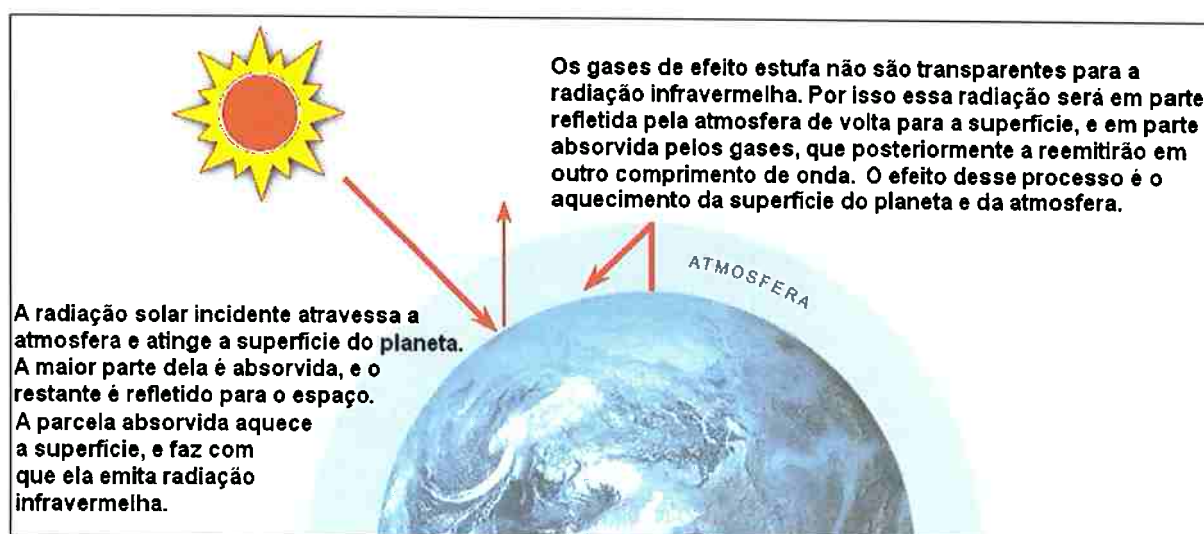 Os gases de efeito estufa não são transparentes para a
radiação infravermelha. Por isso essa radiação será em parte
refletida pela atmosfera de volta para a superfície, e em parte
absorvida pelos gases, que posteriormente a reemitirão em
outro comprimento de onda. O efeito desse processo é o
aquecimento da superfície do planeta e da atmosfera.
ATMOSFERA
A radiação solar incidente atravessa a
atmosfera e atinge a superfície do planeta.
A maior parte dela é absorvida, e o
restante é refletido para o espaço.
A parcela absorvida aquece
a superfície, e faz com
que ela emita radiação
infravermelha.